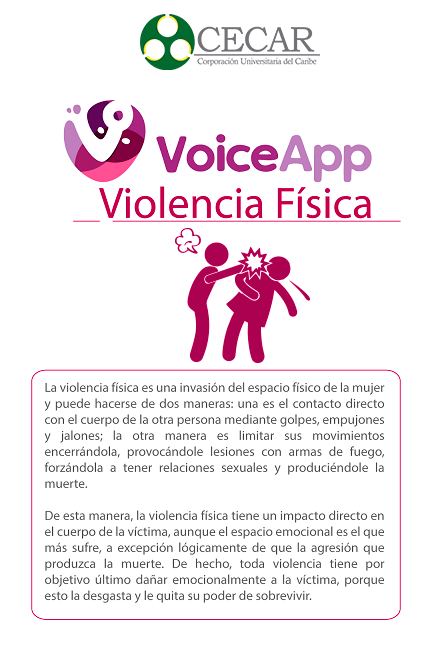 CECAR
Corporación Universitaria del Caribe
VoiceApp
Violencia Física
La violencia física es una invasión del espacio físico de la mujer
y puede hacerse de dos maneras: una es el contacto directo
con el cuerpo de la otra persona mediante golpes, empujones
y jalones; la otra manera es limitar sus movimientos
encerrándola, provocándole lesiones con armas de fuego,
forzándola a tener relaciones sexuales y produciéndole la
muerte.
De esta manera, la violencia física tiene un impacto directo en
el cuerpo de la víctima, aunque el espacio emocional es el que
más sufre, a excepción lógicamente de que la agresión que
produzca la muerte. De hecho, toda violencia tiene por
objetivo último dañar emocionalmente a la víctima, porque
esto la desgasta y le quita su poder de sobrevivir.